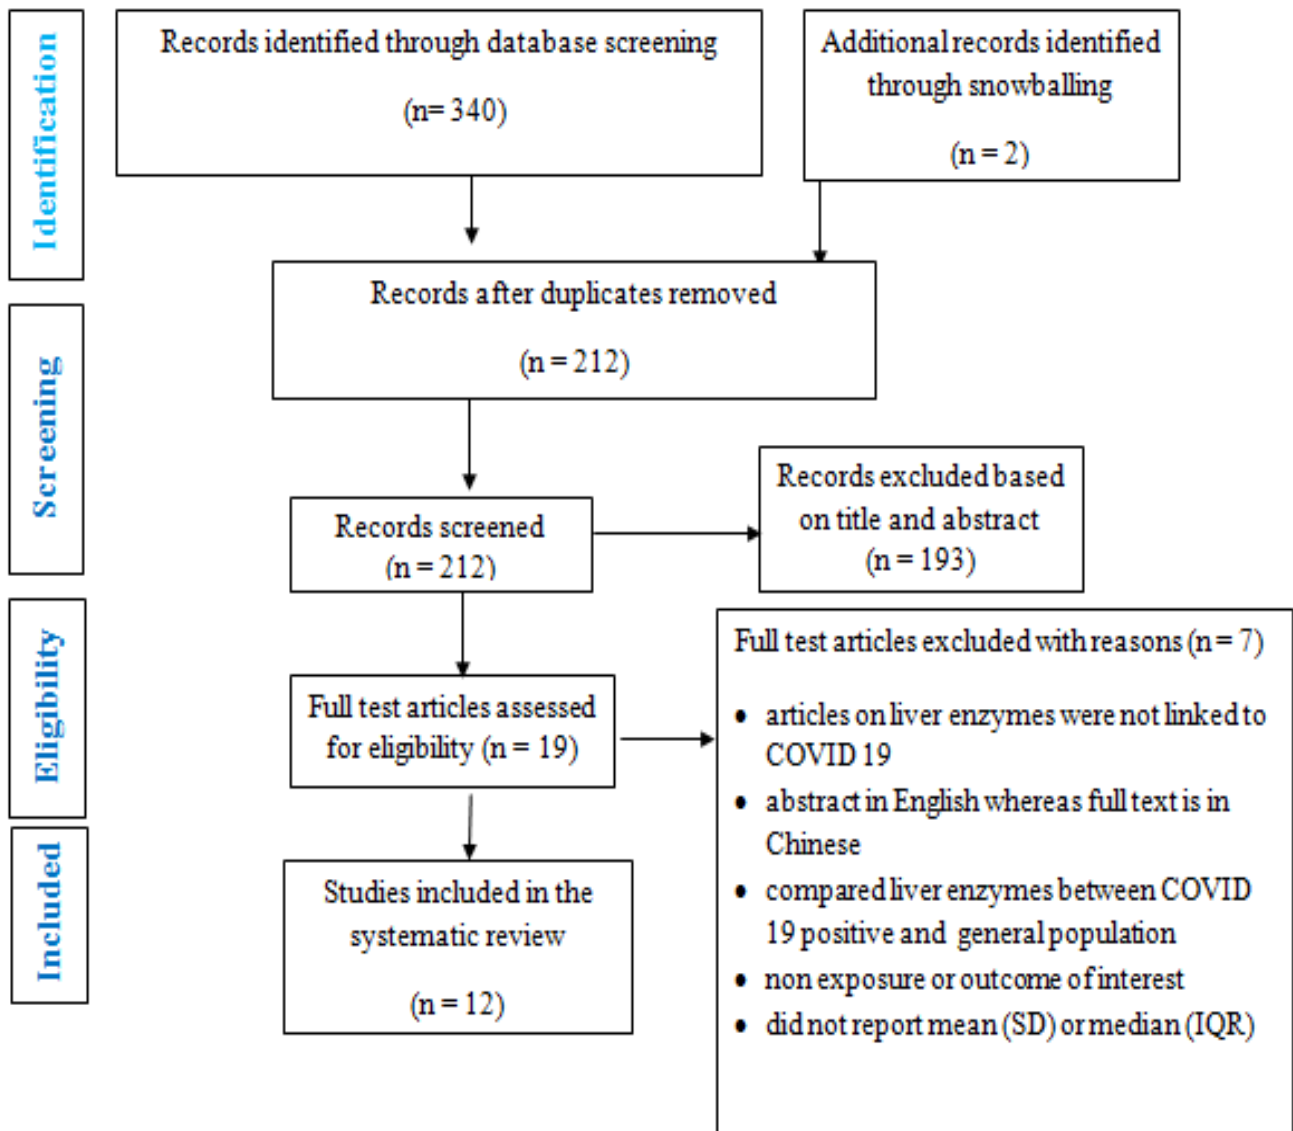 Identification
Records identified through database screening
(n= 340)
Additional records identified
through snowballing
(n = 2)
Records after duplicates removed
(n = 212)
Screening
Records screened
(n = 212)
Records excluded based
on title and abstract
(n = 193)
Eligibility
Full test articles assessed
for eligibility (n = 19)
Full test articles excluded with reasons (n = 7)
• articles on liver enzymes were not linked to
COVID 19
• abstract in English whereas full text is in
Chinese
• compared liver enzymes between COVID
19 positive and general population
• non exposure or outcome of interest
• did not report mean (SD) or median (IQR)
Included
Studies included in the
systematic review
(n = 12)